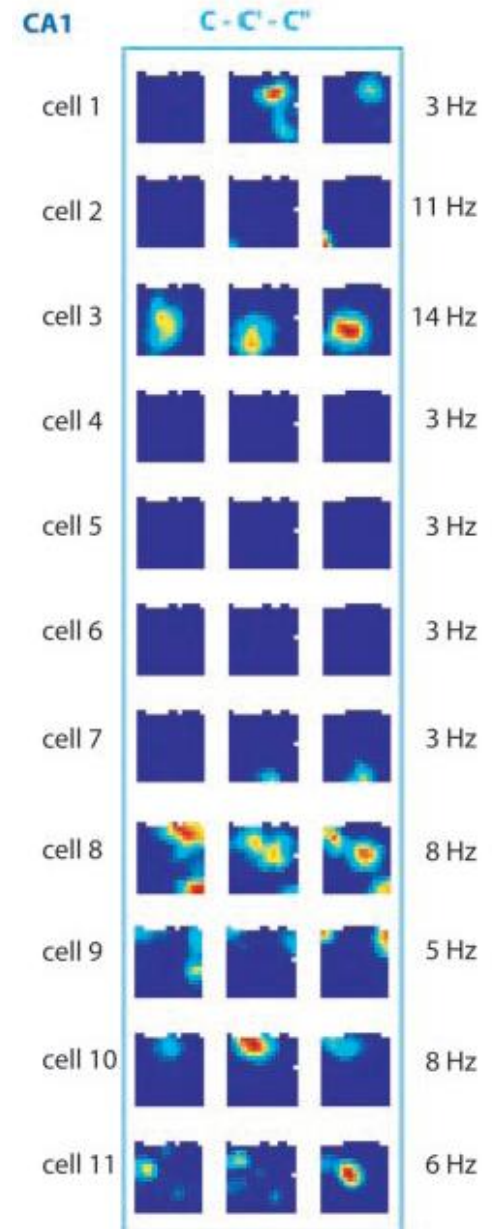 CA1 C - C' - C"
cell 1 3 Hz
cell 2 11 Hz
cell 3 14 Hz
cell 4 3 Hz
cell 5 3 Hz
cell 6 3 Hz
cell 7 3 Hz
cell 8 8 Hz
cell 9 5 Hz
cell 10 8 Hz
cell 11 6 Hz